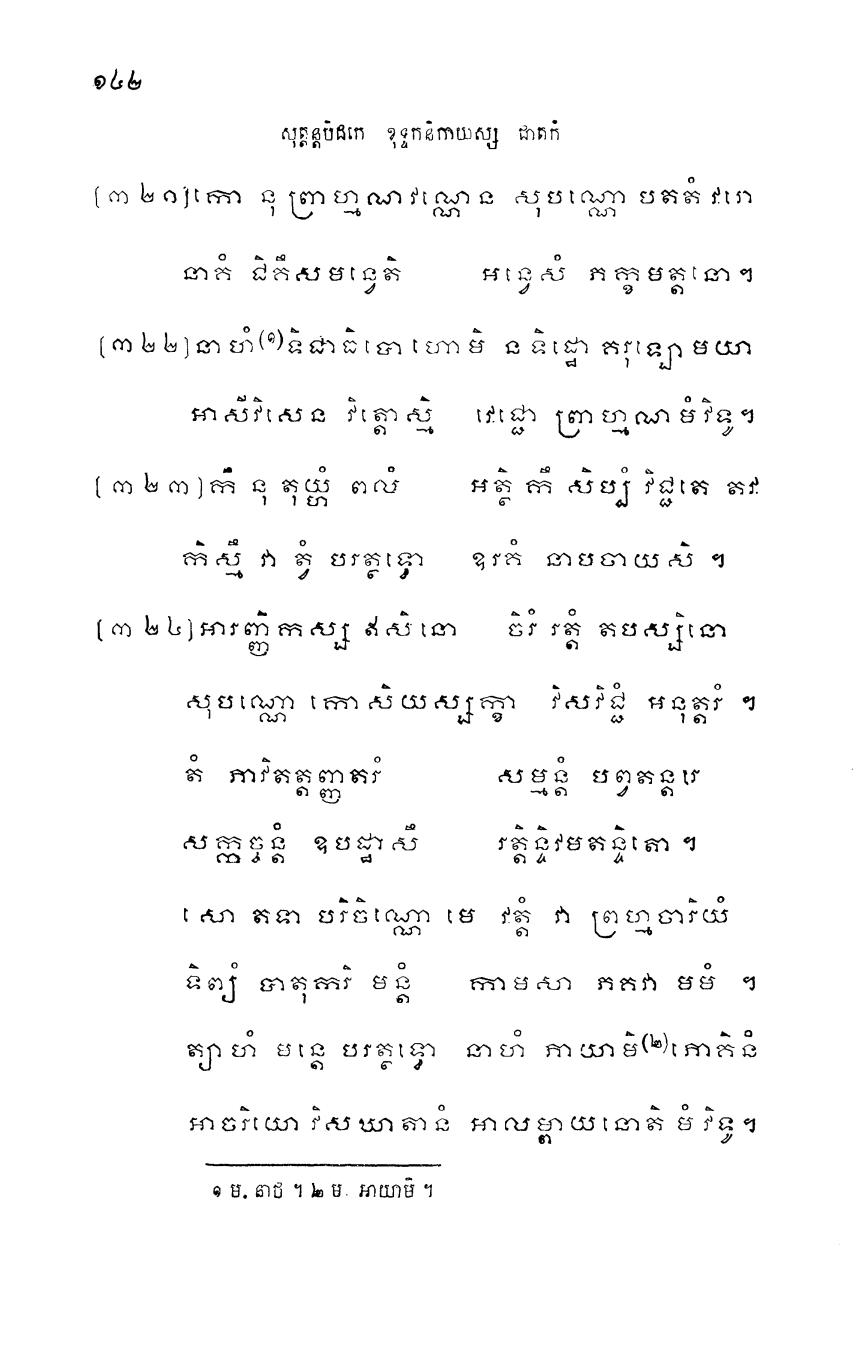 ១៤២
សុត្តន្តបិដកេ ខុទ្ទកនិកាយស្ស ជាតកំ
[៣២១] កោ នុ ព្រាហ្មណវណ្ណេន សុបណ្ណោ បតតំ វរោ
នាគំ ជិគឹសមន្វេតិ អន្វេសំ ភក្ខមត្តនោ។
[៣២២] នាហំ(១) ទិជាធិបោ ហោមិ ន ទិដ្ឋោ គរុឡោ មយា
អាសីវិសេន វិត្តោស្មិ វេជ្ជោ ព្រាហ្មណ មំ វិទូ។
[៣២៣] កឹ នុ តុយ្ហំ ពលំ អត្ថិ កឹ សិប្បំ វិជ្ជតេ តវ
កិស្មឹ វា ត្វំ បរត្ថទ្ធោ ឧរគំ នាបចាយសិ ។
[៣២៤] អារញ្ញិកស្ស ឥសិនោ ចិរំ រត្តំ តបស្សិនោ
សុបណ្ណោ កោសិយស្សក្ខា វិសវិជ្ជំ អនុត្តរំ ។
តំ ភាវិតត្តញ្ញតរំ សម្មន្តំ បព្វតន្តរេ
សក្កច្ចន្តំ ឧបដ្ឋាសឹ រត្តិន្ទិវមតន្ទិតោ ។
សោ តទា បរិចិណ្ណោ មេ វត្តំ វា ព្រហ្មចារិយំ
ទិព្យំ បាតុករិ មន្តំ កាមសា ភគវា មមំ ។
ត្យាហំ មន្តេ បរត្ថទ្ធោ នាហំ ភាយាមិ(២) ភោគិនំ
អាចរិយោ វិសឃាតានំ អាលម្ពាយនោតិ មំ វិទូ។
១ ម. នាជ ។ ២ ម. អាយាមិ ។